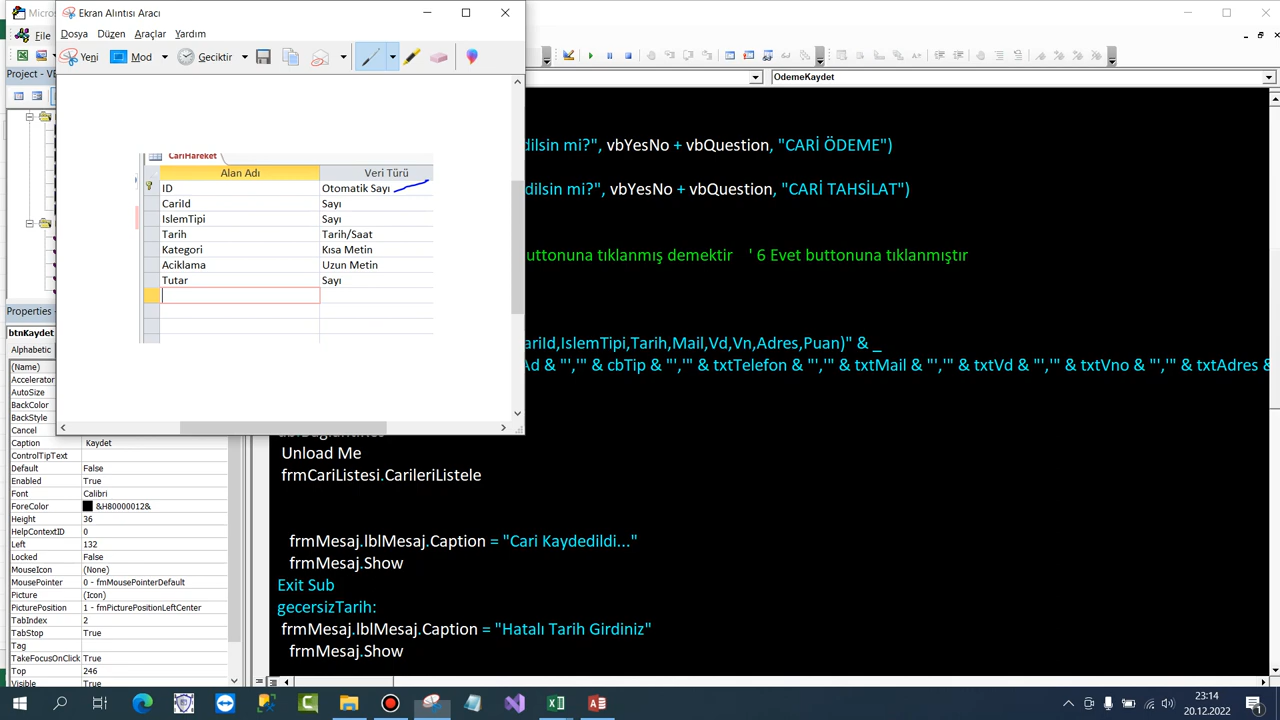 Micros
Ekran Alıntısı Aracı
Dosya Düzen Araçlar Yardım
File
Yeni Mod Geciktir
Project - V
OdemeKaydet
CariHareket
Alan Adı Veri Türü
ID Otomatik Sayı
CariId Sayı
IslemTipi Sayı
Tarih Tarih/Saat
Kategori Kısa Metin
Aciklama Uzun Metin
Tutar Sayı
dilsin mi?", vbYesNo + vbQuestion, "CARİ ÖDEME")
dilsin mi?", vbYesNo + vbQuestion, "CARİ TAHSİLAT")
uttonuna tıklanmış demektir ' 6 Evet buttonuna tıklanmıştır
ariId,IslemTipi,Tarih,Mail,Vd,Vn,Adres,Puan)" & _
Ad & "','" & cbTip & "','" & txtTelefon & "','" & txtMail & "','" & txtVd & "','" & txtVno & "','" & txtAdres &
Unload Me
frmCariListesi.CarileriListele
frmMesaj.lblMesaj.Caption = "Cari Kaydedildi..."
frmMesaj.Show
Exit Sub
gecersizTarih:
frmMesaj.lblMesaj.Caption = "Hatalı Tarih Girdiniz"
frmMesaj.Show
Properties -
btnKaydet
Alphabetic
(Name)
Accelerator
AutoSize
BackColor
BackStyle
Cancel
Caption Kaydet
ControlTipText
Default False
Enabled True
Font Calibri
ForeColor &H80000012&
Height 36
HelpContextID 0
Left 132
Locked False
MouseIcon (None)
MousePointer 0 - fmMousePointerDefault
Picture (Icon)
PicturePosition 1 - fmPicturePositionLeftCenter
TabIndex 2
TabStop True
Tag
TakeFocusOnClick True
Top 246
Visible True
23:14
20.12.2022